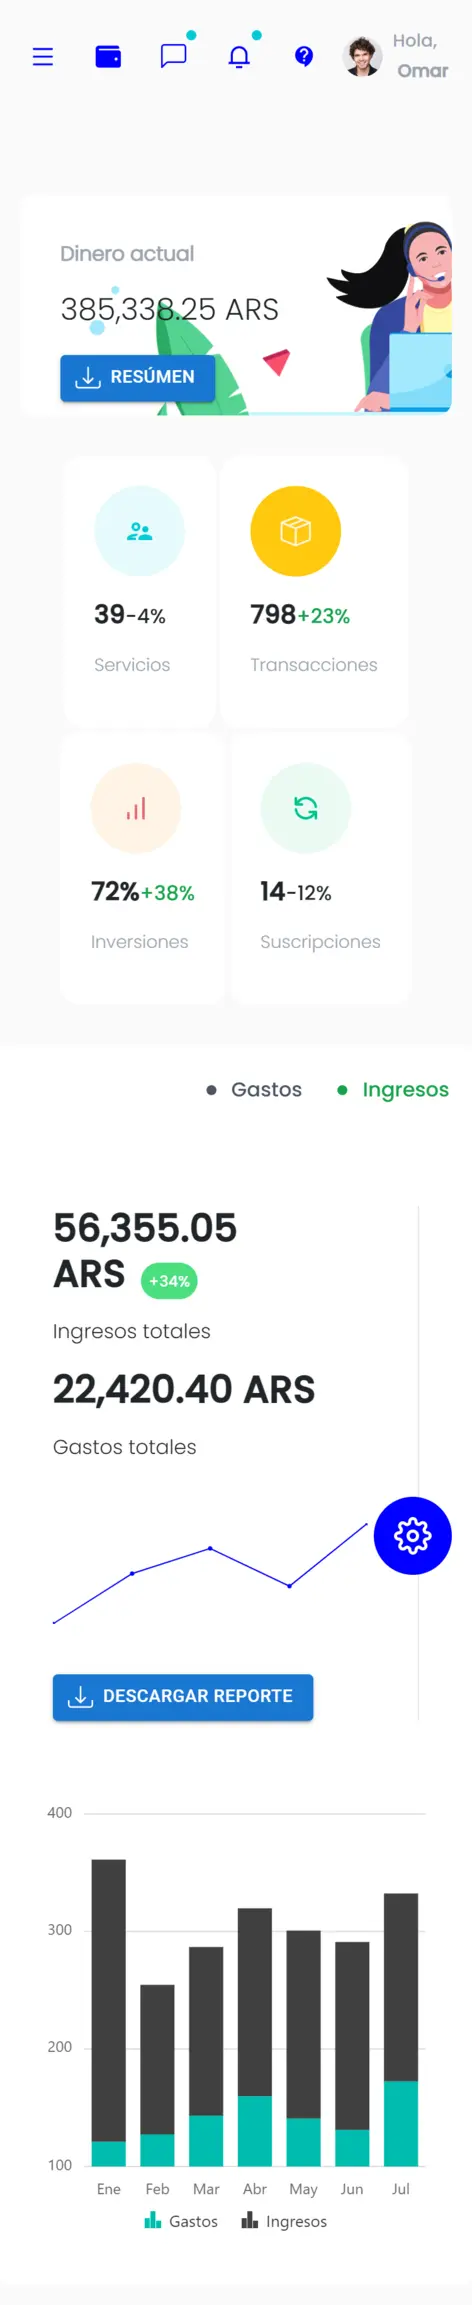 Hola,
Omar
Dinero actual
385,338.25 ARS
RESÚMEN
39-4%
Servicios
798+23%
Transacciones
72%+38%
Inversiones
14-12%
Suscripciones
Gastos
Ingresos
56,355.05
ARS +34%
Ingresos totales
22,420.40 ARS
Gastos totales
DESCARGAR REPORTE
400
300
200
100
Ene Feb Mar Abr May Jun Jul
Gastos Ingresos